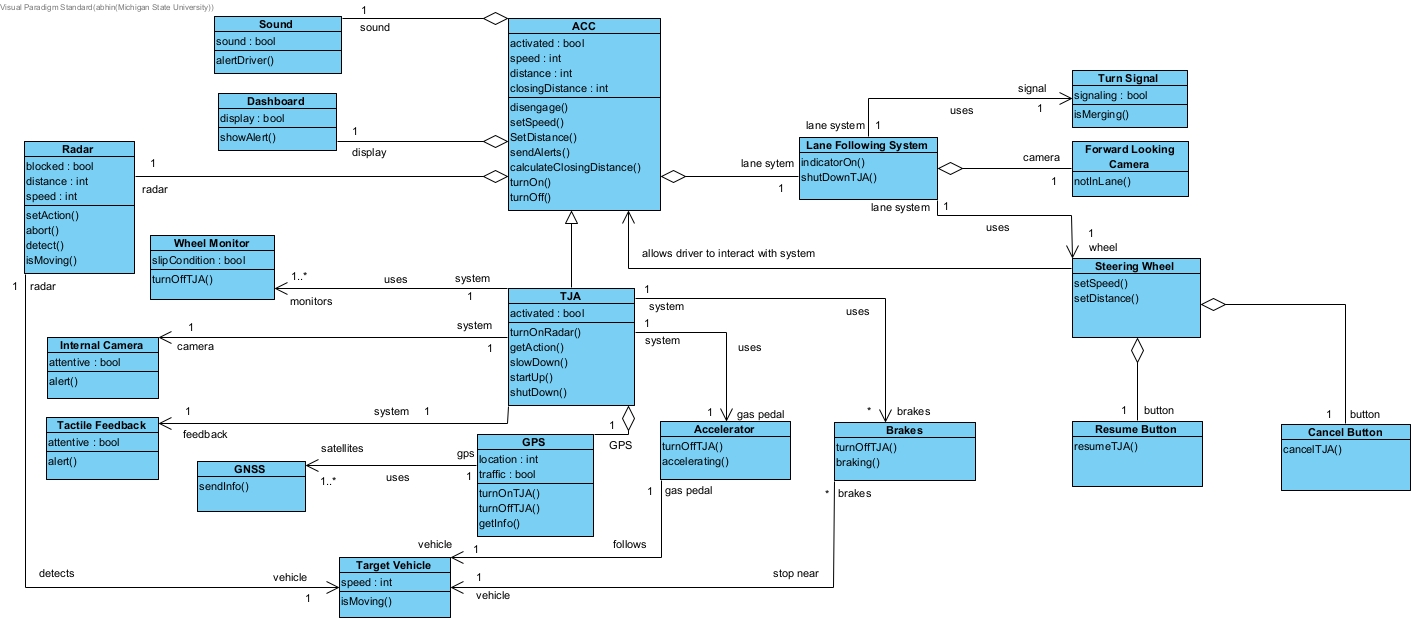 Visual Paradigm Standard(abhin(Michigan State University))
Sound
sound : bool
alertDriver()
1
sound
ACC
activated : bool
speed : int
distance : int
closingDistance : int
disengage()
setSpeed()
SetDistance()
sendAlerts()
calculateClosingDistance()
turnOn()
turnOff()
Dashboard
display : bool
showAlert()
1
display
Radar
blocked : bool
distance : int
speed : int
setAction()
abort()
detect()
isMoving()
1
radar
1
radar
lane sytem
1
Lane Following System
indicatorOn()
shutDownTJA()
lane system
1
uses
signal
1
Turn Signal
signaling : bool
isMerging()
camera
1
Forward Looking
Camera
notInLane()
lane system
1
uses
1
wheel
allows driver to interact with system
Steering Wheel
setSpeed()
setDistance()
Wheel Monitor
slipCondition : bool
turnOffTJA()
1..*
monitors
uses
system
1
TJA
activated : bool
turnOnRadar()
getAction()
slowDown()
startUp()
shutDown()
1
system
uses
1
system
uses
Internal Camera
attentive : bool
alert()
1
camera
system
1
Tactile Feedback
attentive : bool
alert()
1
feedback
system
1
1
GPS
GPS
location : int
traffic : bool
turnOnTJA()
turnOffTJA()
getInfo()
GNSS
sendInfo()
satellites
1..*
uses
gps
1
1
gas pedal
Accelerator
turnOffTJA()
accelerating()
1
gas pedal
*
brakes
Brakes
turnOffTJA()
braking()
*
brakes
1
button
Resume Button
resumeTJA()
1
button
Cancel Button
cancelTJA()
Target Vehicle
speed : int
isMoving()
detects
vehicle
1
vehicle
1
follows
1
vehicle
stop near